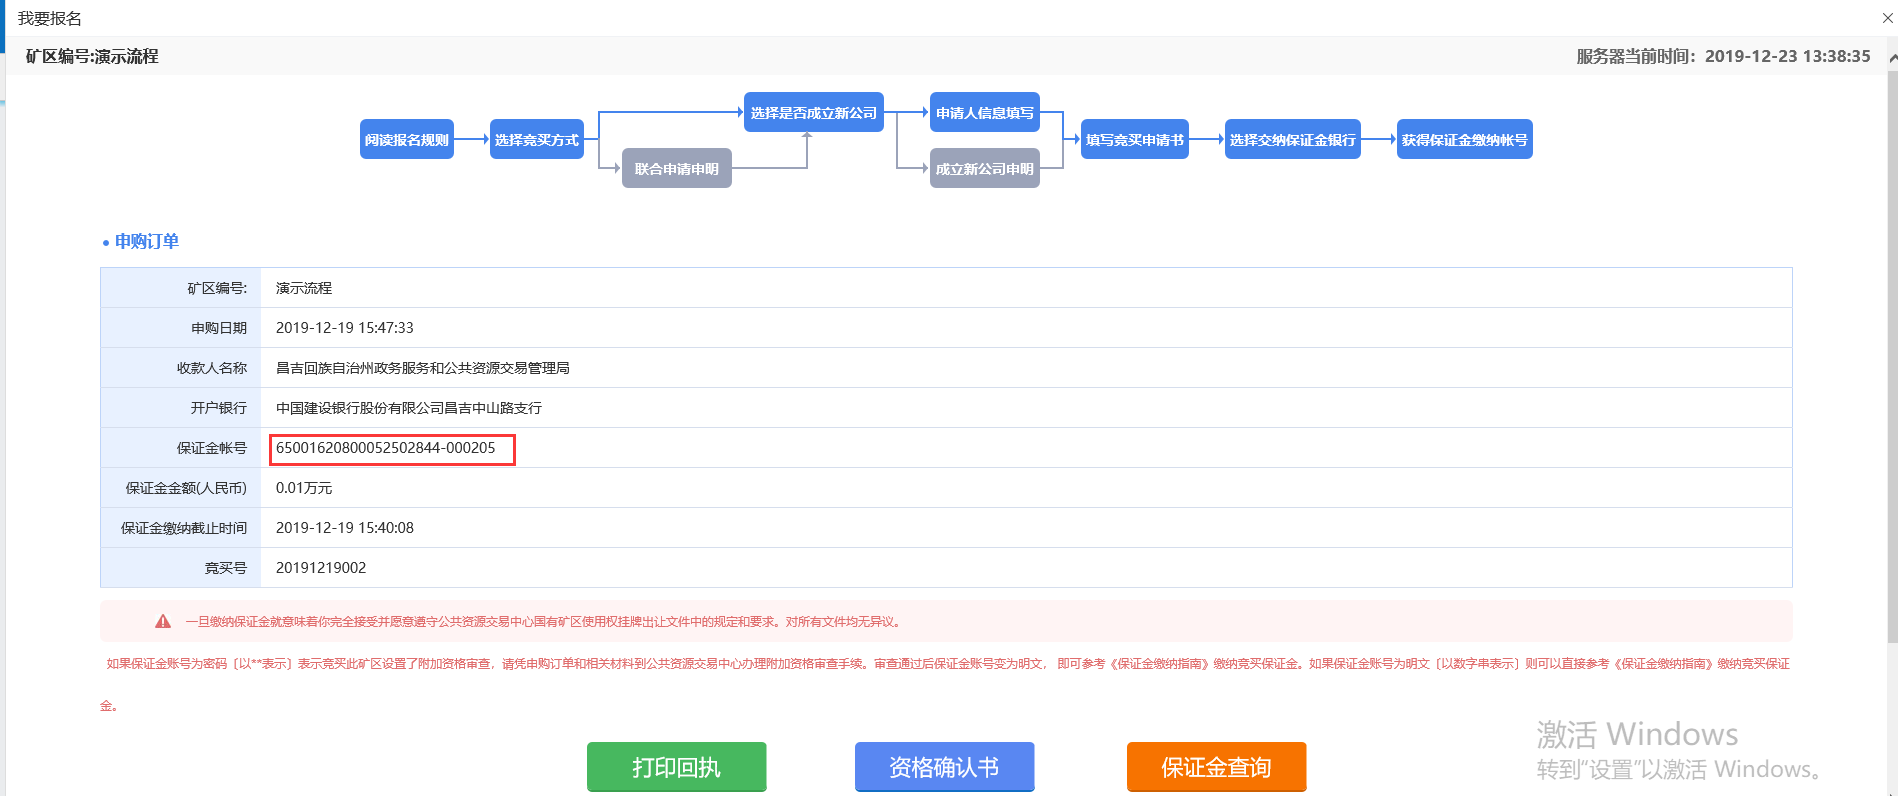 我要报名
矿区编号:演示流程
服务器当前时间：2019-12-23 13:38:35
阅读报名规则
选择竞买方式
联合申请申明
选择是否成立新公司
申请人信息填写
成立新公司申明
填写竞买申请书
选择交纳保证金银行
获得保证金缴纳帐号
申购订单
矿区编号: 演示流程
申购日期 2019-12-19 15:47:33
收款人名称 昌吉回族自治州政务服务和公共资源交易管理局
开户银行 中国建设银行股份有限公司昌吉中山路支行
保证金帐号 65001620800052502844-000205
保证金金额(人民币) 0.01万元
保证金缴纳截止时间 2019-12-19 15:40:08
竞买号 20191219002
一旦缴纳保证金就意味着你完全接受并愿意遵守公共资源交易中心国有矿区使用权挂牌出让文件中的规定和要求。对所有文件均无异议。
如果保证金账号为密码〔以**表示〕表示竞买此矿区设置了附加资格审查，请凭申购订单和相关材料到公共资源交易中心办理附加资格审查手续。审查通过后保证金账号变为明文， 即可参考《保证金缴纳指南》缴纳竞买保证金。如果保证金账号为明文〔以数字串表示〕则可以直接参考《保证金缴纳指南》缴纳竞买保证
金。
打印回执
资格确认书
保证金查询
激活 Windows
转到“设置”以激活 Windows。